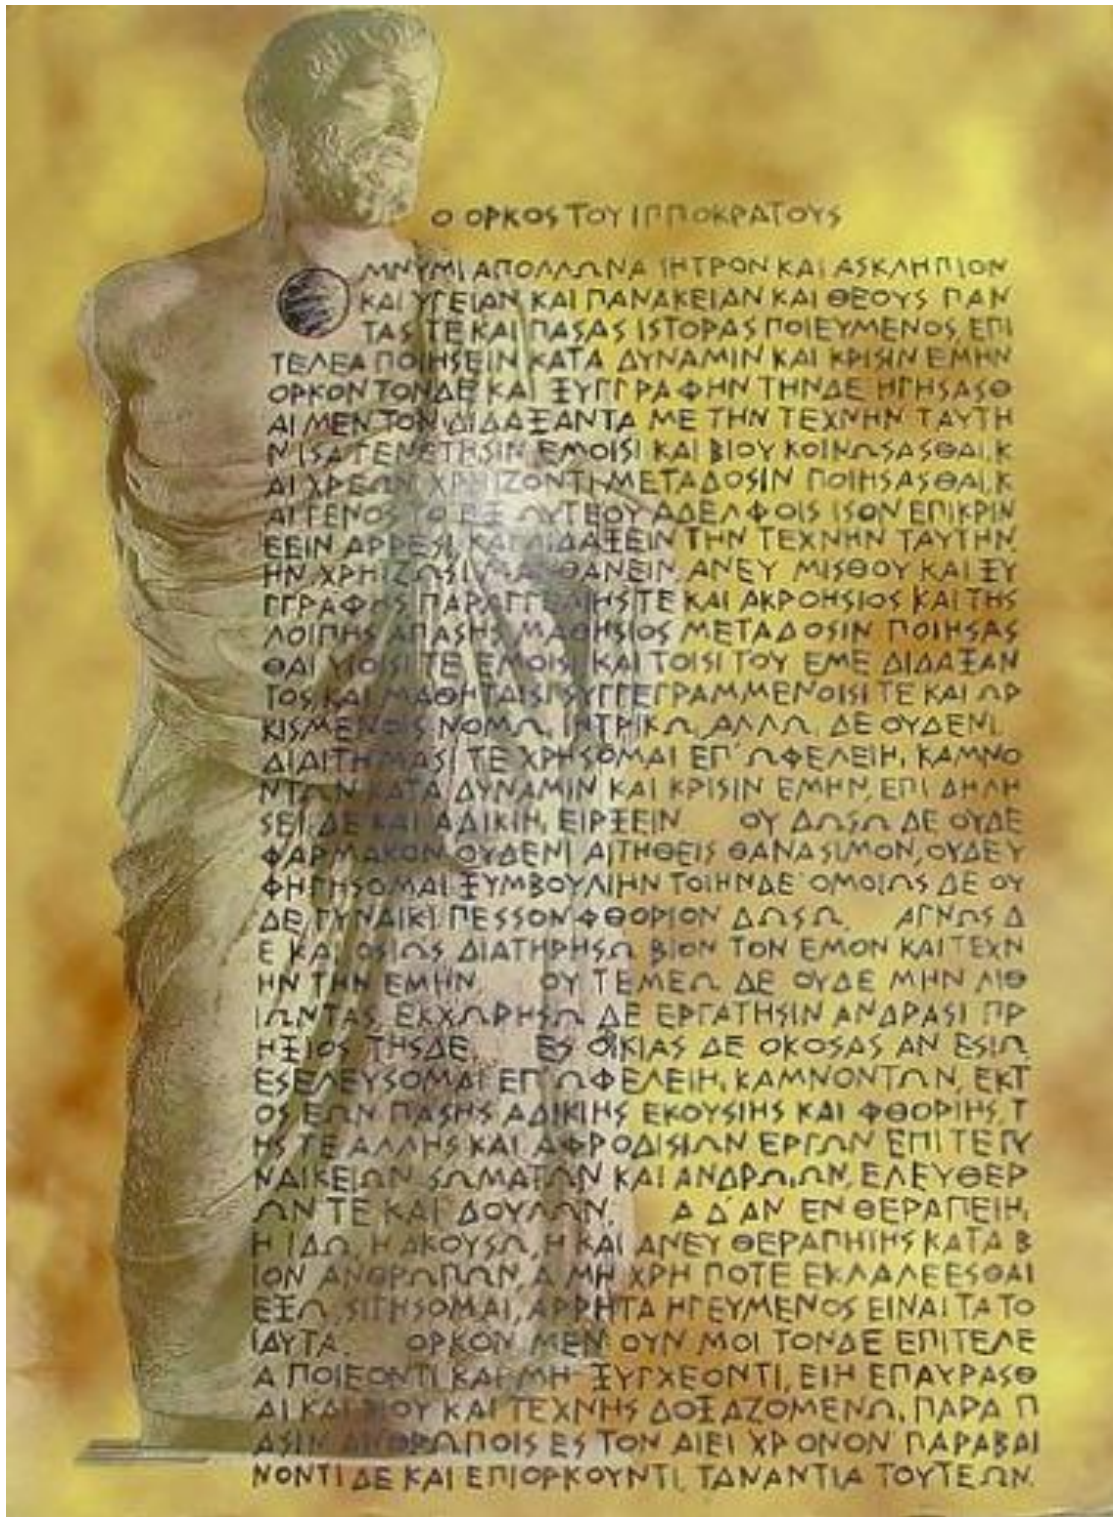 Ο ΟΡΚΟΣ ΤΟΥ ΙΠΠΟΚΡΑΤΟΥΣ
ΟΜΝΥΜΙ ΑΠΟΛΛΩΝΑ ΙΗΤΡΟΝ ΚΑΙ ΑΣΚΛΗΠΙΟΝ
ΚΑΙ ΥΓΕΙΑΝ ΚΑΙ ΠΑΝΑΚΕΙΑΝ ΚΑΙ ΘΕΟΥΣ ΠΑΝ
ΤΑΣ ΤΕ ΚΑΙ ΠΑΣΑΣ ΙΣΤΟΡΑΣ ΠΟΙΕΥΜΕΝΟΣ, ΕΠΙ
ΤΕΛΕΑ ΠΟΙΗΣΕΙΝ ΚΑΤΑ ΔΥΝΑΜΙΝ ΚΑΙ ΚΡΙΣΙΝ ΕΜΗΝ
ΟΡΚΟΝ ΤΟΝΔΕ ΚΑΙ ΞΥΓΓΡΑΦΗΝ ΤΗΝΔΕ ΗΓΗΣΑΣΘ
ΑΙ ΜΕΝ ΤΟΝ ΔΙΔΑΞΑΝΤΑ ΜΕ ΤΗΝ ΤΕΧΝΗΝ ΤΑΥΤΗ
Ν ΙΣΑ ΓΕΝΕΤΗΣΙΝ ΕΜΟΙΣΙ ΚΑΙ ΒΙΟΥ ΚΟΙΝΩΣΑΣΘΑΙ, Κ
ΑΙ ΧΡΕΩΝ ΧΡΗΙΖΟΝΤΙ ΜΕΤΑΔΟΣΙΝ ΠΟΙΗΣΑΣΘΑΙ, Κ
ΑΙ ΓΕΝΟΣ ΤΟ ΕΞ ΩΥΤΕΟΥ ΑΔΕΛΦΟΙΣ ΙΣΟΝ ΕΠΙΚΡΙΝ
ΕΕΙΝ ΑΡΡΕΣΙ, ΚΑΙ ΔΙΔΑΞΕΙΝ ΤΗΝ ΤΕΧΝΗΝ ΤΑΥΤΗΝ,
ΗΝ ΧΡΗΙΖΩΣΙ ΜΑΝΘΑΝΕΙΝ, ΑΝΕΥ ΜΙΣΘΟΥ ΚΑΙ ΞΥ
ΓΓΡΑΦΗΣ ΠΑΡΑΓΓΕΛΙΗΣ ΤΕ ΚΑΙ ΑΚΡΟΗΣΙΟΣ ΚΑΙ ΤΗΣ
ΛΟΙΠΗΣ ΑΠΑΣΗΣ ΜΑΘΗΣΙΟΣ ΜΕΤΑΔΟΣΙΝ ΠΟΙΗΣΑΣ
ΘΑΙ ΥΙΟΙΣΙ ΤΕ ΕΜΟΙΣΙ ΚΑΙ ΤΟΙΣΙ ΤΟΥ ΕΜΕ ΔΙΔΑΞΑΝ
ΤΟΣ, ΚΑΙ ΜΑΘΗΤΑΙΣΙ ΣΥΓΓΕΓΡΑΜΜΕΝΟΙΣΙ ΤΕ ΚΑΙ ΩΡ
ΚΙΣΜΕΝΟΙΣ ΝΟΜΩ, ΙΗΤΡΙΚΩ, ΑΛΛΩ, ΔΕ ΟΥΔΕΝΙ.
ΔΙΑΙΤΗΜΑΣΙ ΤΕ ΧΡΗΣΟΜΑΙ ΕΠ' ΩΦΕΛΕΙΗ, ΚΑΜΝΟ
ΝΤΩΝ ΚΑΤΑ ΔΥΝΑΜΙΝ ΚΑΙ ΚΡΙΣΙΝ ΕΜΗΝ, ΕΠΙ ΔΗΛΗ
ΣΕΙ ΔΕ ΚΑΙ ΑΔΙΚΙΗ, ΕΙΡΞΕΙΝ ΟΥ ΔΩΣΩ ΔΕ ΟΥΔΕ
ΦΑΡΜΑΚΟΝ ΟΥΔΕΝΙ ΑΙΤΗΘΕΙΣ ΘΑΝΑΣΙΜΟΝ, ΟΥΔΕ Υ
ΦΗΓΗΣΟΜΑΙ ΞΥΜΒΟΥΛΙΗΝ ΤΟΙΗΝΔΕ ΟΜΟΙΩΣ ΔΕ ΟΥ
ΔΕ ΓΥΝΑΙΚΙ ΠΕΣΣΟΝ ΦΘΟΡΙΟΝ ΔΩΣΩ. ΑΓΝΩΣ Δ
Ε ΚΑΙ ΟΣΙΩΣ ΔΙΑΤΗΡΗΣΩ ΒΙΟΝ ΤΟΝ ΕΜΟΝ ΚΑΙ ΤΕΧΝ
ΗΝ ΤΗΝ ΕΜΗΝ. ΟΥ ΤΕΜΕΩ ΔΕ ΟΥΔΕ ΜΗΝ ΛΙΘ
ΙΩΝΤΑΣ, ΕΚΧΩΡΗΣΩ ΔΕ ΕΡΓΑΤΗΣΙΝ ΑΝΔΡΑΣΙ ΠΡ
ΗΞΙΟΣ ΤΗΣΔΕ. ΕΣ ΟΙΚΙΑΣ ΔΕ ΟΚΟΣΑΣ ΑΝ ΕΣΙΩ
ΕΣΕΛΕΥΣΟΜΑΙ ΕΠ' ΩΦΕΛΕΙΗ, ΚΑΜΝΟΝΤΩΝ, ΕΚΤ
ΟΣ ΕΩΝ ΠΑΣΗΣ ΑΔΙΚΙΗΣ ΕΚΟΥΣΙΗΣ ΚΑΙ ΦΘΟΡΙΗΣ, Τ
ΗΣ ΤΕ ΑΛΛΗΣ ΚΑΙ ΑΦΡΟΔΙΣΙΩΝ ΕΡΓΩΝ ΕΠΙ ΤΕ ΓΥ
ΝΑΙΚΕΙΩΝ ΣΩΜΑΤΩΝ ΚΑΙ ΑΝΔΡΩΙΩΝ, ΕΛΕΥΘΕΡ
ΩΝ ΤΕ ΚΑΙ ΔΟΥΛΩΝ. Α Δ'ΑΝ ΕΝ ΘΕΡΑΠΕΙΗ,
Η ΙΔΩ, Η ΑΚΟΥΣΩ, Η ΚΑΙ ΑΝΕΥ ΘΕΡΑΠΗΙΗΣ ΚΑΤΑ Β
ΙΟΝ ΑΝΘΡΩΠΩΝ, Α ΜΗ ΧΡΗ ΠΟΤΕ ΕΚΛΑΛΕΕΣΘΑΙ
ΕΞΩ, ΣΙΓΗΣΟΜΑΙ, ΑΡΡΗΤΑ ΗΓΕΥΜΕΝΟΣ ΕΙΝΑΙ ΤΑ ΤΟ
ΙΑΥΤΑ. ΟΡΚΟΝ ΜΕΝ ΟΥΝ ΜΟΙ ΤΟΝΔΕ ΕΠΙΤΕΛΕ
Α ΠΟΙΕΟΝΤΙ ΚΑΙ ΜΗ ΞΥΓΧΕΟΝΤΙ, ΕΙΗ ΕΠΑΥΡΑΣΘ
ΑΙ ΚΑΙ ΒΙΟΥ ΚΑΙ ΤΕΧΝΗΣ ΔΟΞΑΖΟΜΕΝΩ, ΠΑΡΑ Π
ΑΣΙΝ ΑΝΘΡΩΠΟΙΣ ΕΣ ΤΟΝ ΑΙΕΙ ΧΡΟΝΟΝ ΠΑΡΑΒΑΙ
ΝΟΝΤΙ ΔΕ ΚΑΙ ΕΠΙΟΡΚΟΥΝΤΙ, ΤΑΝΑΝΤΙΑ ΤΟΥΤΕΩΝ.